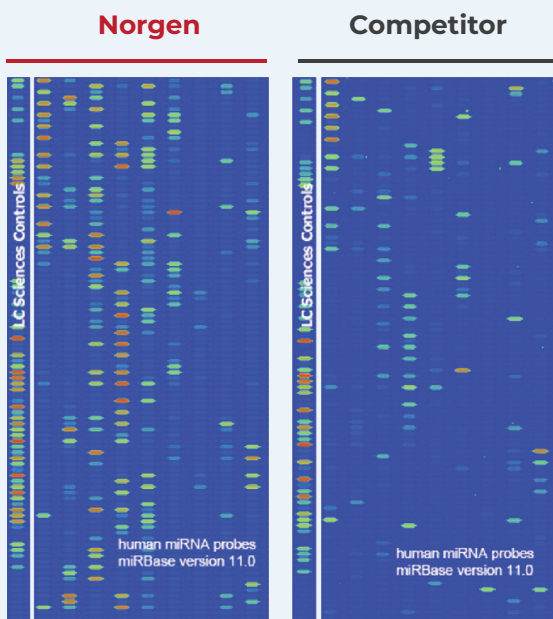 Norgen
Competitor
LC Sciences Controls
human miRNA probes
miRBase version 11.0
LC Sciences Controls
human miRNA probes
miRBase version 11.0